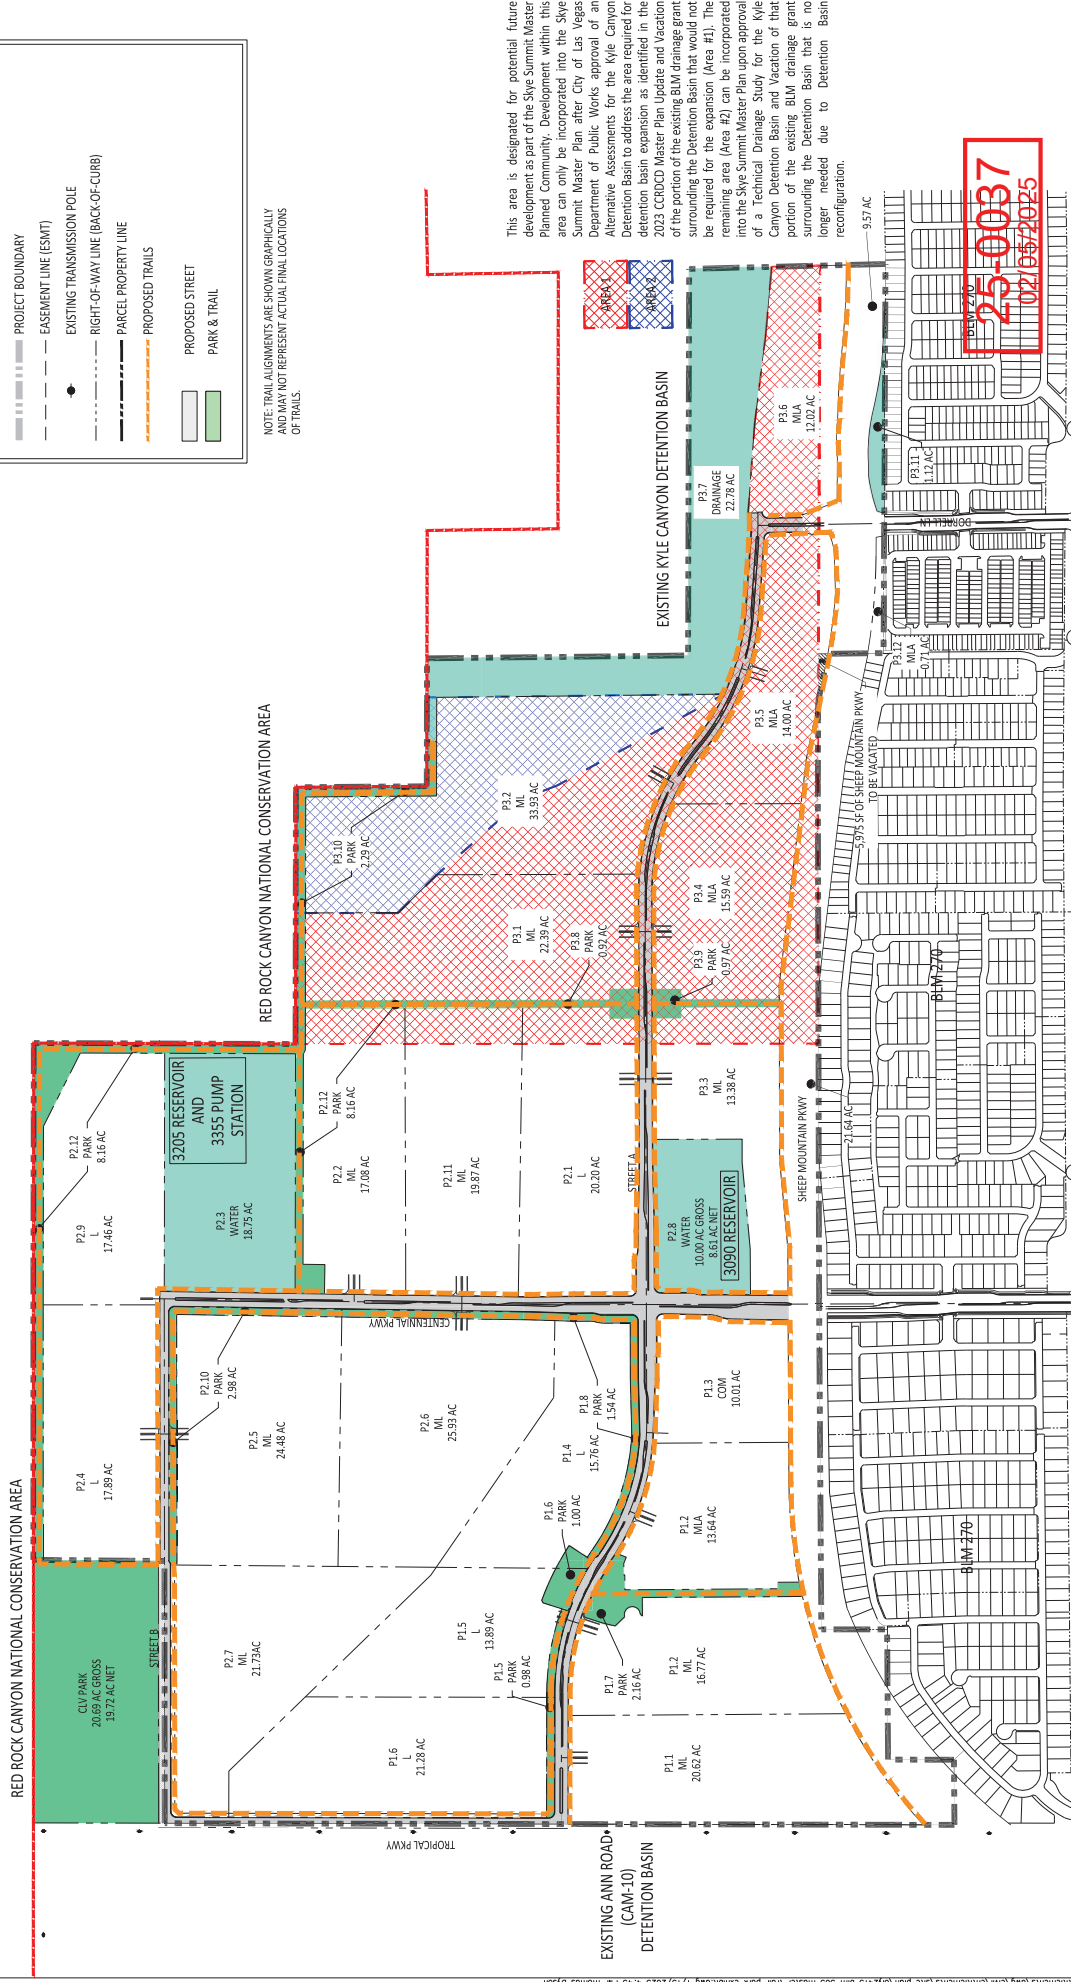 PROJECT BOUNDARY
EASEMENT LINE (ESMT)
EXISTING TRANSMISSION POLE
RIGHT-OF-WAY LINE (BACK-OF-CURB)
PARCEL PROPERTY LINE
PROPOSED TRAILS
PROPOSED STREET
PARK & TRAIL
NOTE: TRAIL ALIGNMENTS ARE SHOWN GRAPHICALLY
AND MAY NOT REPRESENT ACTUAL FINAL LOCATIONS
OF TRAILS.
This area is designated for potential future
development as part of the Skye Summit Master
Planned Community. Development within this
area can only be incorporated into the Skye
Summit Master Plan after City of Las Vegas
Department of Public Works approval of an
Alternative Assessments for the Kyle Canyon
Detention Basin to address the area required for
detention basin expansion as identified in the
2023 CCRDCD Master Plan Update and Vacation
of the portion of the existing BLM drainage grant
surrounding the Detention Basin that would not
be required for the expansion (Area #1). The
remaining area (Area #2) can be incorporated
into the Skye Summit Master Plan upon approval
of a Technical Drainage Study for the Kyle
Canyon Detention Basin and Vacation of that
portion of the existing BLM drainage grant
surrounding the Detention Basin that is no
longer needed due to Detention Basin
reconfiguration.
AREA 1
AREA 2
RED ROCK CANYON NATIONAL CONSERVATION AREA
RED ROCK CANYON NATIONAL CONSERVATION AREA
EXISTING KYLE CANYON DETENTION BASIN
EXISTING ANN ROAD
(CAM-10)
DETENTION BASIN
CLV PARK
20.69 AC GROSS
19.72 AC NET
STREET B
P2.4
L
17.89 AC
P2.9
L
17.46 AC
P2.12
PARK
8.16 AC
3205 RESERVOIR
AND
3355 PUMP
STATION
P2.3
WATER
18.75 AC
P2.10
PARK
2.98 AC
P2.5
ML
24.48 AC
P2.6
ML
25.93 AC
P2.7
ML
21.73AC
P1.6
L
21.28 AC
P1.5
L
13.89 AC
P1.5
PARK
0.98 AC
P1.4
L
15.76 AC
P1.8
PARK
1.54 AC
P1.6
PARK
1.00 AC
P1.7
PARK
2.16 AC
P1.1
ML
20.62 AC
P1.2
ML
16.77 AC
P1.2
MLA
13.64 AC
P1.3
COM
10.01 AC
TROPICAL PKWY
CENTENNIAL PKWY
P2.12
PARK
8.16 AC
P2.2
ML
17.08 AC
P2.11
ML
19.87 AC
P2.1
L
20.20 AC
STREET A
P2.8
WATER
10.00 AC GROSS
8.61 AC NET
3090 RESERVOIR
P3.3
ML
13.38 AC
P3.10
PARK
2.29 AC
P3.2
ML
33.93 AC
P3.1
ML
22.39 AC
P3.8
PARK
0.92 AC
P3.9
PARK
0.97 AC
P3.4
MLA
15.59 AC
P3.5
MLA
14.00 AC
P3.6
MLA
12.02 AC
P3.7
DRAINAGE
22.78 AC
P3.11
1.12 AC
P3.12
MLA
0.71 AC
9.57 AC
21.64 AC
SHEEP MOUNTAIN PKWY
5,975 SF OF SHEEP MOUNTAIN PKWY
TO BE VACATED
DORRELL LN
BLM 270
BLM 270
BLM 270
25-0037
02/05/2025